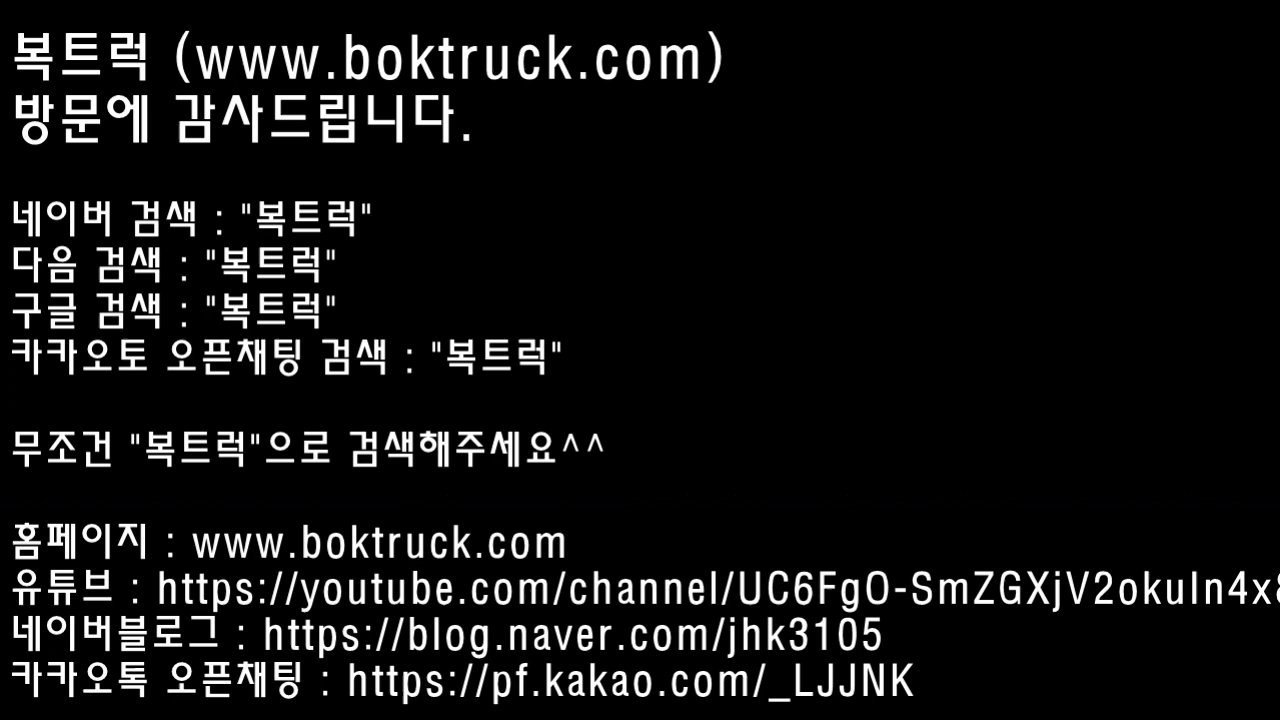 복트럭 (www.boktruck.com)
방문에 감사드립니다.
네이버 검색 : "복트럭"
다음 검색 : "복트럭"
구글 검색 : "복트럭"
카카오토 오픈채팅 검색 : "복트럭"
무조건 "복트럭"으로 검색해주세요^^
홈페이지 : www.boktruck.com
유튜브 : https://youtube.com/channel/UC6FgO-SmZGXjV2okuIn4x8
네이버블로그 : https://blog.naver.com/jhk3105
카카오톡 오픈채팅 : https://pf.kakao.com/_LJJNK